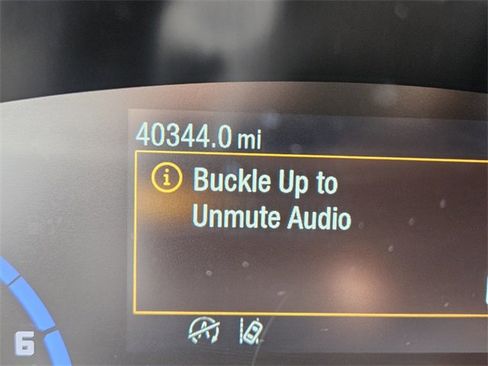 40344.0 mi
Buckle Up to
Unmute Audio
6